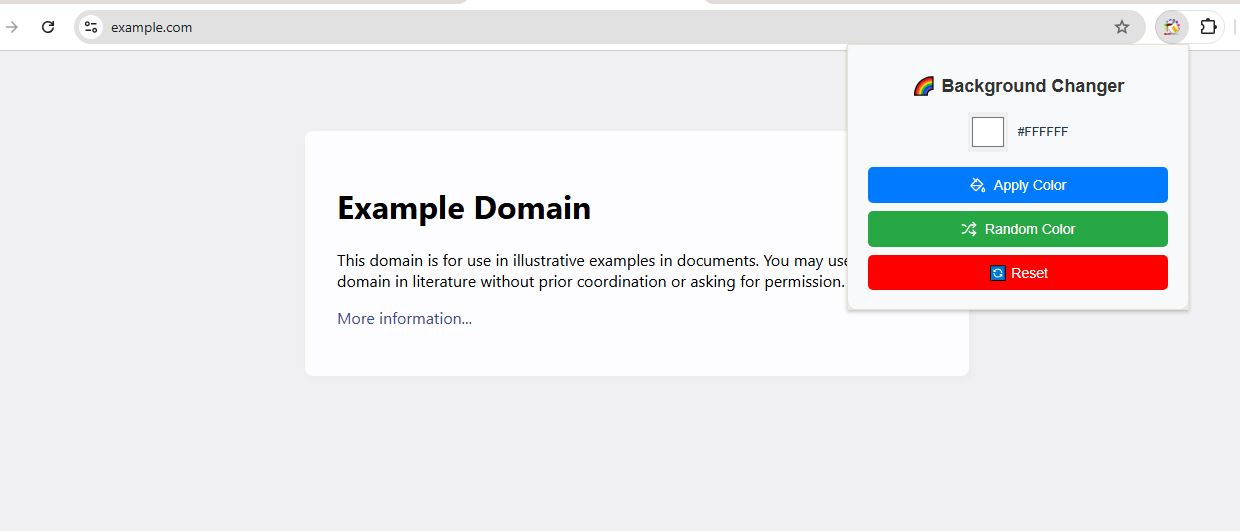 example.com
🌈 Background Changer
#FFFFFF
Apply Color
Random Color
Reset
Example Domain
This domain is for use in illustrative examples in documents. You may use
domain in literature without prior coordination or asking for permission.
More information...